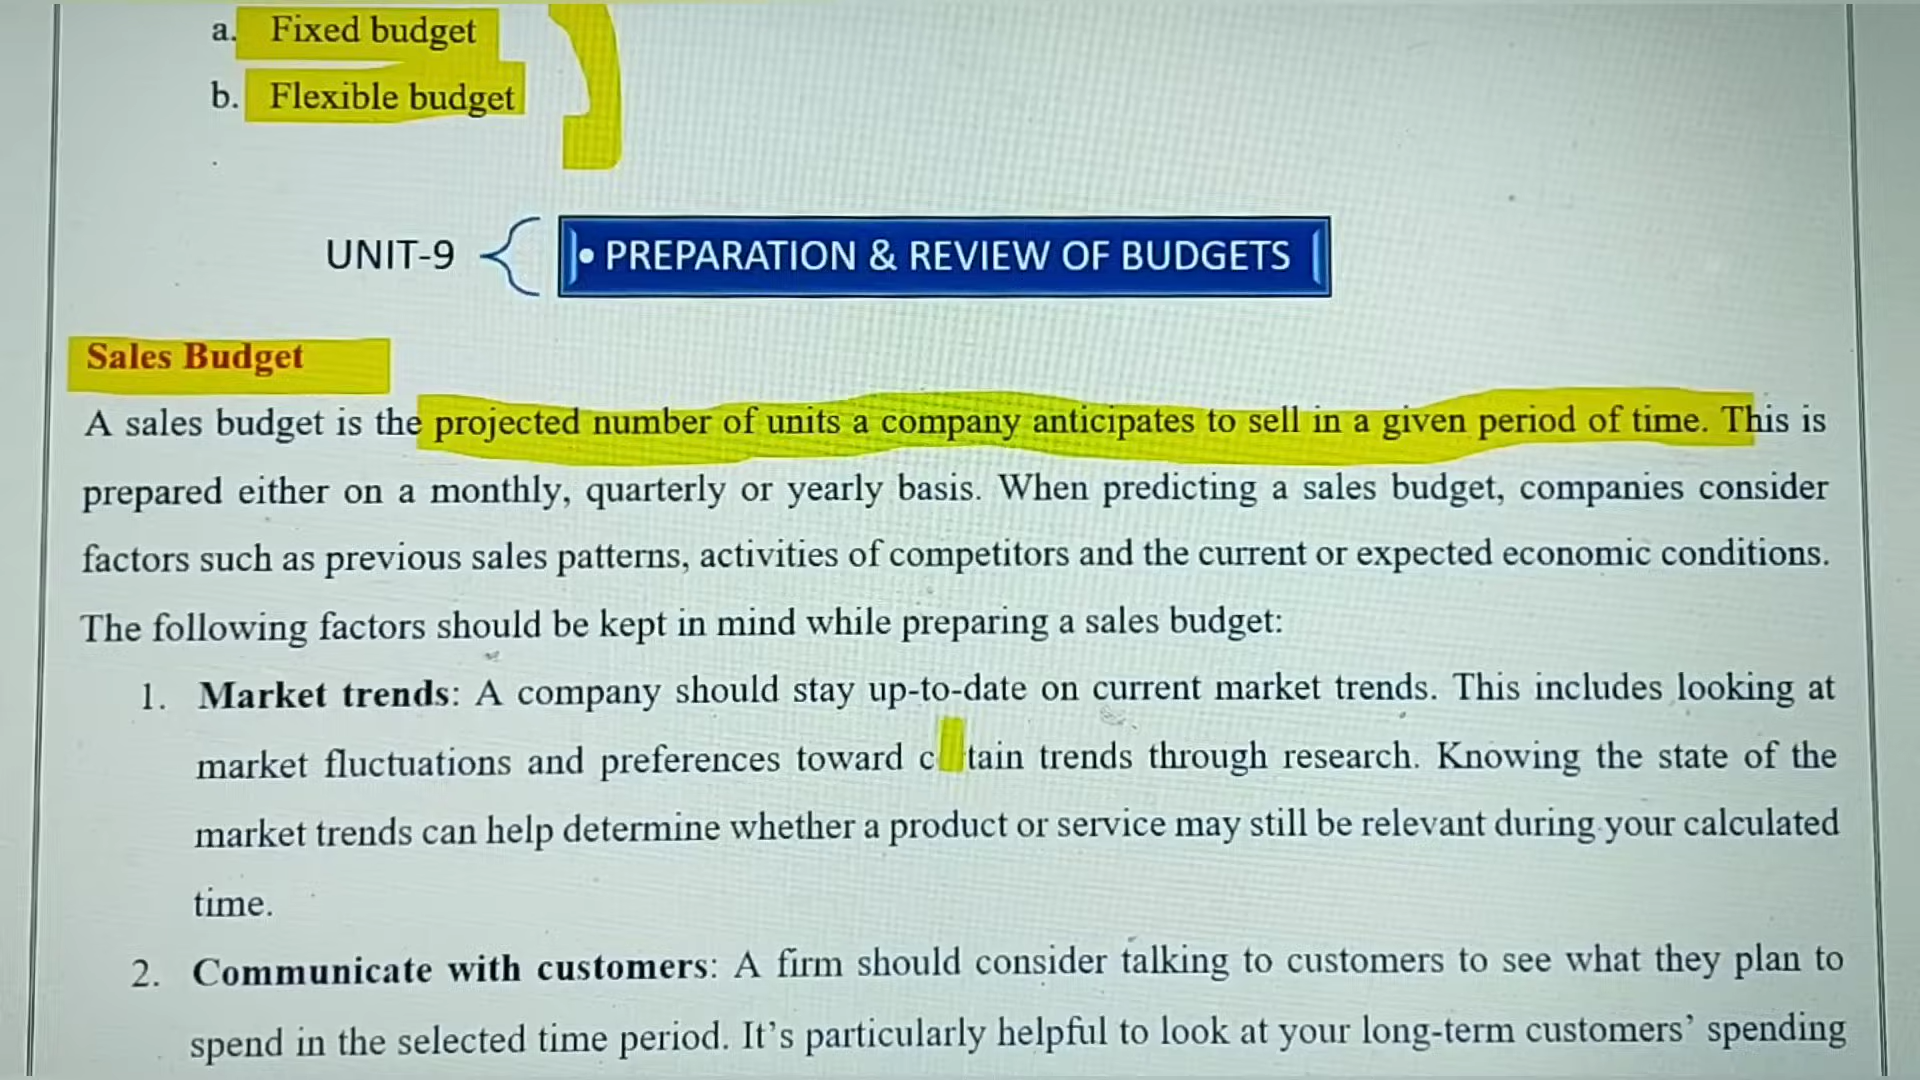 a. Fixed budget
b. Flexible budget
.
UNIT-9
• PREPARATION & REVIEW OF BUDGETS
Sales Budget
A sales budget is the projected number of units a company anticipates to sell in a given period of time. This is
prepared either on a monthly, quarterly or yearly basis. When predicting a sales budget, companies consider
factors such as previous sales patterns, activities of competitors and the current or expected economic conditions.
The following factors should be kept in mind while preparing a sales budget:
1. Market trends: A company should stay up-to-date on current market trends. This includes looking at
market fluctuations and preferences toward c tain trends through research. Knowing the state of the
market trends can help determine whether a product or service may still be relevant during your calculated
time.
2. Communicate with customers: A firm should consider talking to customers to see what they plan to
spend in the selected time period. It's particularly helpful to look at your long-term customers' spending